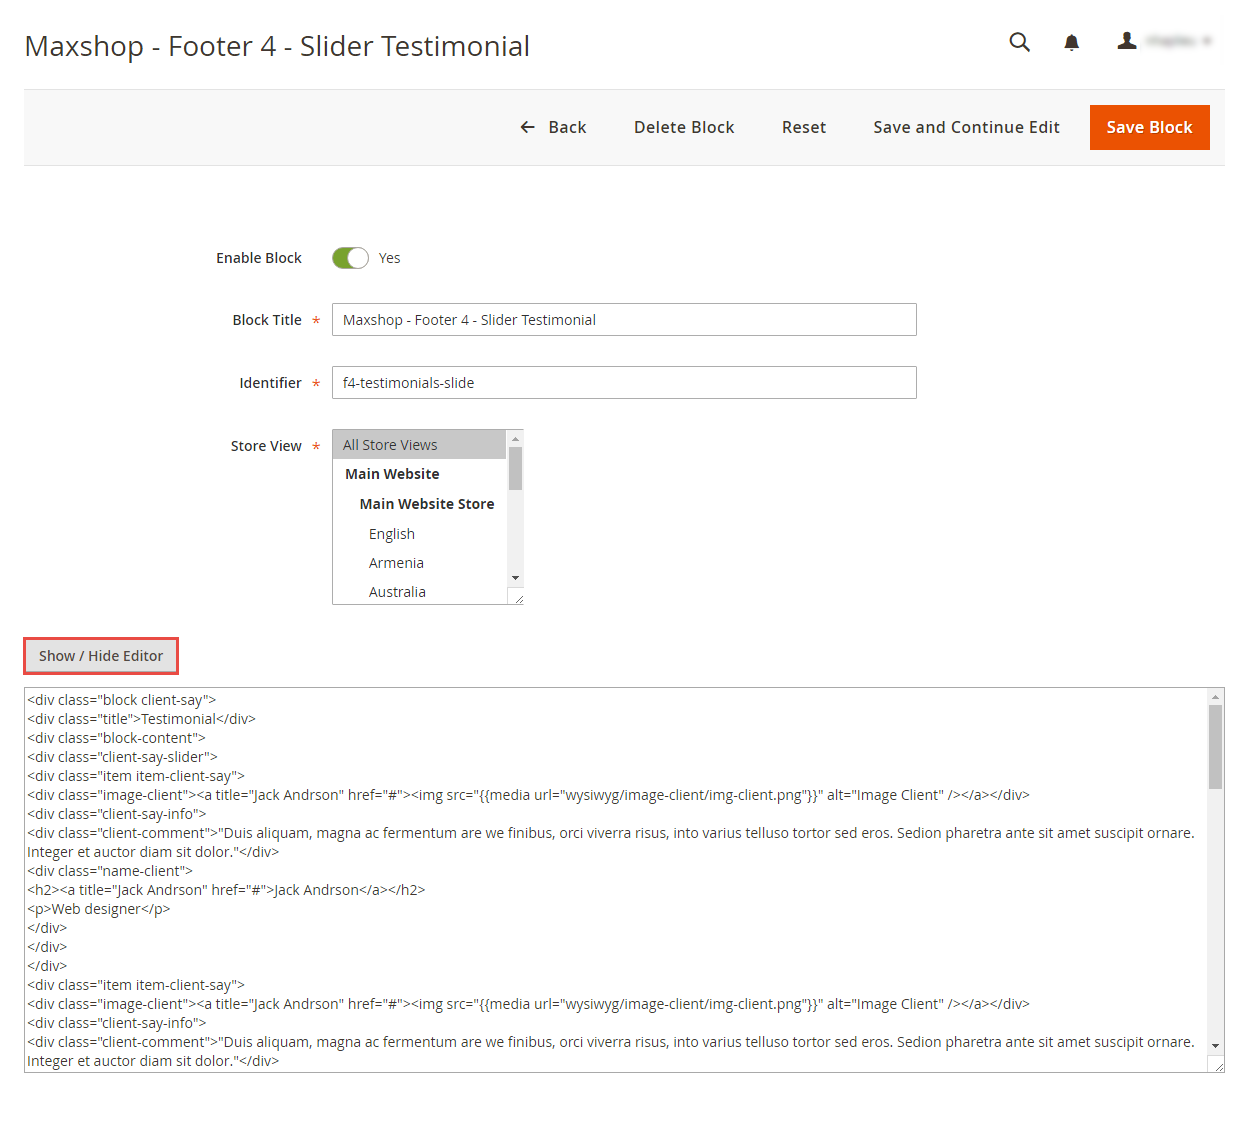 Maxshop - Footer 4 - Slider Testimonial
Back
Delete Block
Reset
Save and Continue Edit
Save Block
Enable Block
Yes
Block Title *
Maxshop - Footer 4 - Slider Testimonial
Identifier *
f4-testimonials-slide
Store View *
All Store Views
Main Website
Main Website Store
English
Armenia
Australia
Show / Hide Editor
<div class="block client-say">
<div class="title">Testimonial</div>
<div class="block-content">
<div class="client-say-slider">
<div class="item item-client-say">
<div class="image-client"><a title="Jack Andrson" href="#"><img src="{{media url="wysiwyg/image-client/img-client.png"}}" alt="Image Client" /></a></div>
<div class="client-say-info">
<div class="client-comment">"Duis aliquam, magna ac fermentum are we finibus, orci viverra risus, into varius telluso tortor sed eros. Sedion pharetra ante sit amet suscipit ornare.
Integer et auctor diam sit dolor."</div>
<div class="name-client">
<h2><a title="Jack Andrson" href="#">Jack Andrson</a></h2>
<p>Web designer</p>
</div>
</div>
</div>
<div class="item item-client-say">
<div class="image-client"><a title="Jack Andrson" href="#"><img src="{{media url="wysiwyg/image-client/img-client.png"}}" alt="Image Client" /></a></div>
<div class="client-say-info">
<div class="client-comment">"Duis aliquam, magna ac fermentum are we finibus, orci viverra risus, into varius telluso tortor sed eros. Sedion pharetra ante sit amet suscipit ornare.
Integer et auctor diam sit dolor."</div>